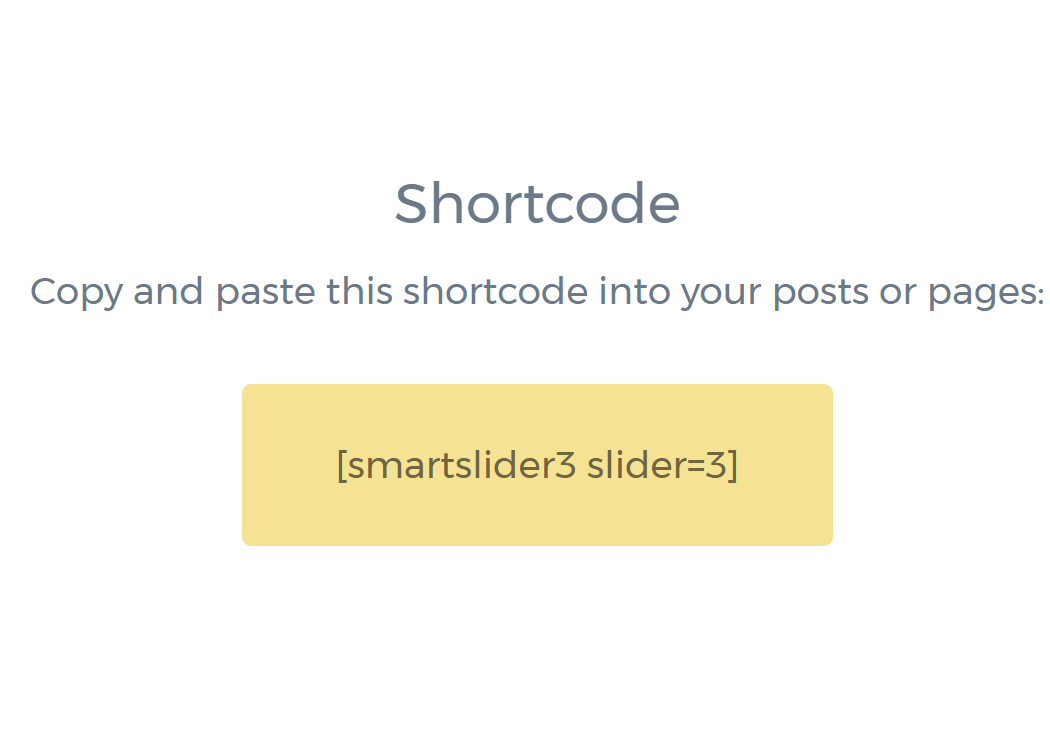 Shortcode
Copy and paste this shortcode into your posts or pages:
[smartslider3 slider=3]